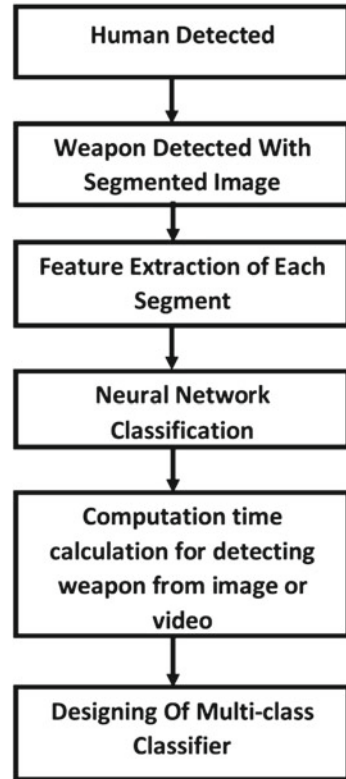 Human Detected
Weapon Detected With
Segmented Image
Feature Extraction of Each
Segment
Neural Network
Classification
Computation time
calculation for detecting
weapon from image or
video
Designing Of Multi-class
Classifier